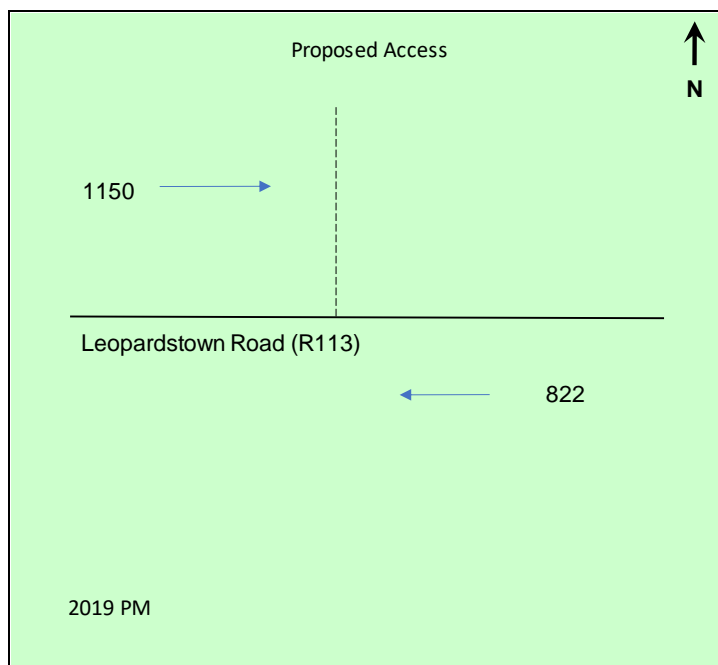 Proposed Access
N
1150
Leopardstown Road (R113)
822
2019 PM